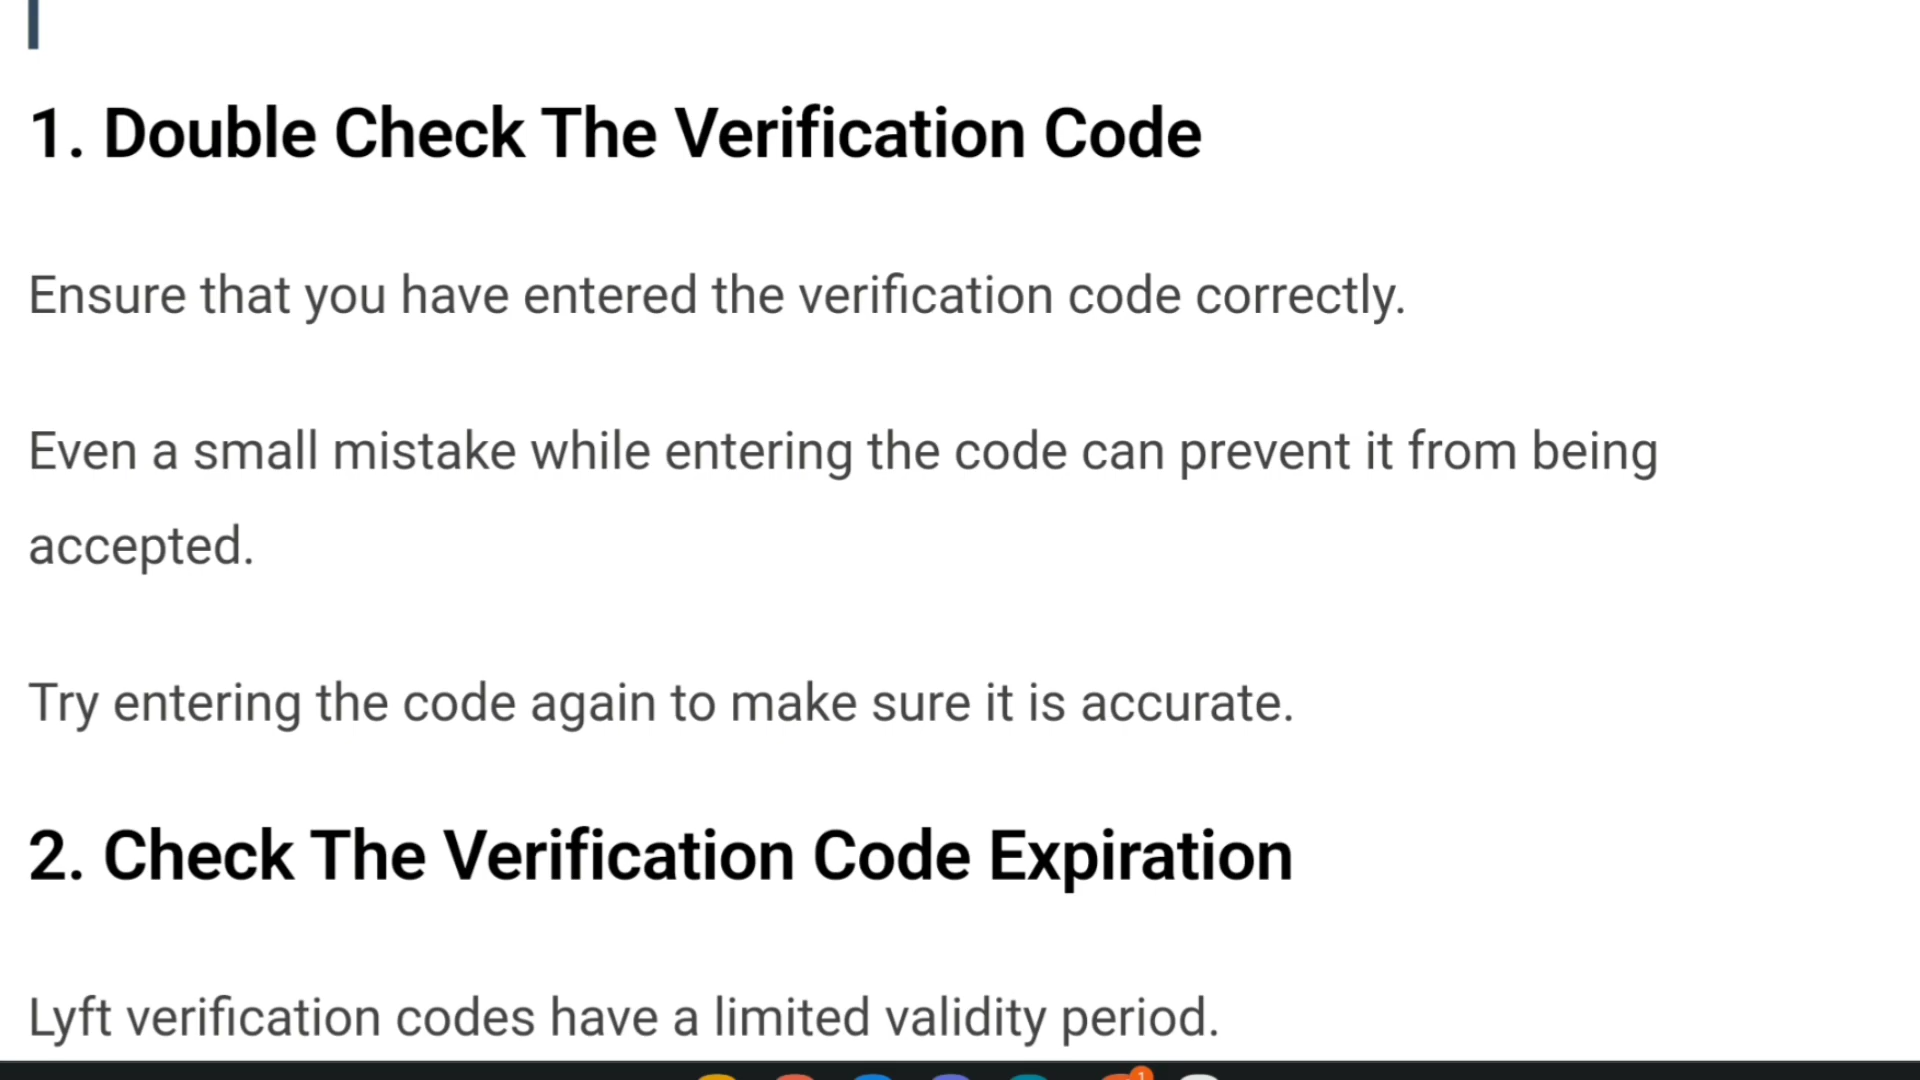 1. Double Check The Verification Code
Ensure that you have entered the verification code correctly.
Even a small mistake while entering the code can prevent it from being
accepted.
Try entering the code again to make sure it is accurate.
2. Check The Verification Code Expiration
Lyft verification codes have a limited validity period.
1